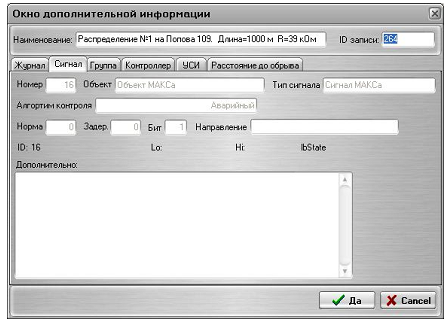 Окно дополнительной информации
Наименование: Распределение №1 на Попова 109. Длина=1000 м R=39 кОм ID записи: 264
Журнал Сигнал Группа Контроллер УСИ Расстояние до обрыва
Номер 16 Объект Объект МАКСа Тип сигнала Сигнал МАКСа
Алгортим контроля Аварийный
Норма 0 Задер. 0 Бит 1 Направление
ID: 16 Lo: Hi: lbState
Дополнительно:
Да Cancel